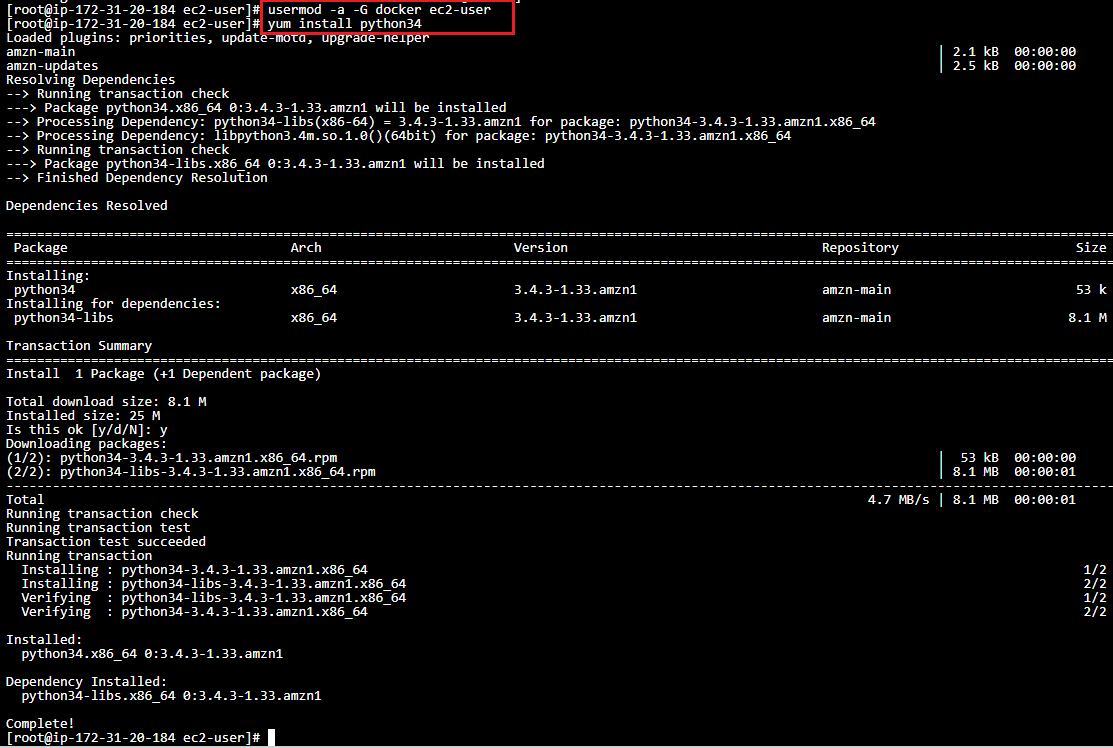 [root@ip-172-31-20-184 ec2-user]# usermod -a -G docker ec2-user
[root@ip-172-31-20-184 ec2-user]# yum install python34
Loaded plugins: priorities, update-motd, upgrade-helper
amzn-main | 2.1 kB 00:00:00
amzn-updates | 2.5 kB 00:00:00
Resolving Dependencies
--> Running transaction check
---> Package python34.x86_64 0:3.4.3-1.33.amzn1 will be installed
--> Processing Dependency: python34-libs(x86-64) = 3.4.3-1.33.amzn1 for package: python34-3.4.3-1.33.amzn1.x86_64
--> Processing Dependency: libpython3.4m.so.1.0()(64bit) for package: python34-3.4.3-1.33.amzn1.x86_64
--> Running transaction check
---> Package python34-libs.x86_64 0:3.4.3-1.33.amzn1 will be installed
--> Finished Dependency Resolution
Dependencies Resolved
Package Arch Version Repository Size
Installing:
python34 x86_64 3.4.3-1.33.amzn1 amzn-main 53 k
Installing for dependencies:
python34-libs x86_64 3.4.3-1.33.amzn1 amzn-main 8.1 M
Transaction Summary
Install 1 Package (+1 Dependent package)
Total download size: 8.1 M
Installed size: 25 M
Is this ok [y/d/N]: y
Downloading packages:
(1/2): python34-3.4.3-1.33.amzn1.x86_64.rpm | 53 kB 00:00:00
(2/2): python34-libs-3.4.3-1.33.amzn1.x86_64.rpm | 8.1 MB 00:00:01
Total 4.7 MB/s | 8.1 MB 00:00:01
Running transaction check
Running transaction test
Transaction test succeeded
Running transaction
Installing : python34-3.4.3-1.33.amzn1.x86_64 1/2
Installing : python34-libs-3.4.3-1.33.amzn1.x86_64 2/2
Verifying : python34-libs-3.4.3-1.33.amzn1.x86_64 1/2
Verifying : python34-3.4.3-1.33.amzn1.x86_64 2/2
Installed:
python34.x86_64 0:3.4.3-1.33.amzn1
Dependency Installed:
python34-libs.x86_64 0:3.4.3-1.33.amzn1
Complete!
[root@ip-172-31-20-184 ec2-user]#